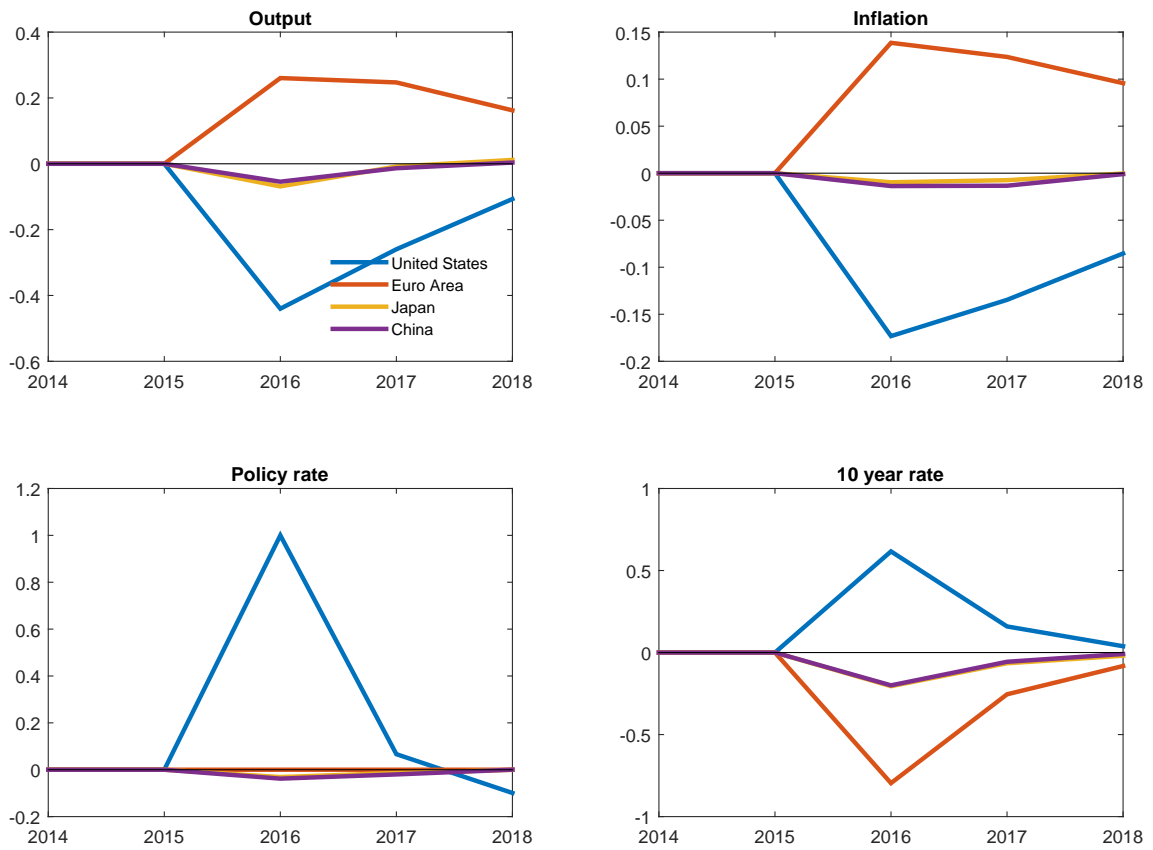 Output
0.4
0.2
0
-0.2
-0.4
-0.6
2014 2015 2016 2017 2018
United States
Euro Area
Japan
China
Inflation
0.15
0.1
0.05
0
-0.05
-0.1
-0.15
-0.2
2014 2015 2016 2017 2018
Policy rate
1.2
1
0.8
0.6
0.4
0.2
0
-0.2
2014 2015 2016 2017 2018
10 year rate
1
0.5
0
-0.5
-1
2014 2015 2016 2017 2018